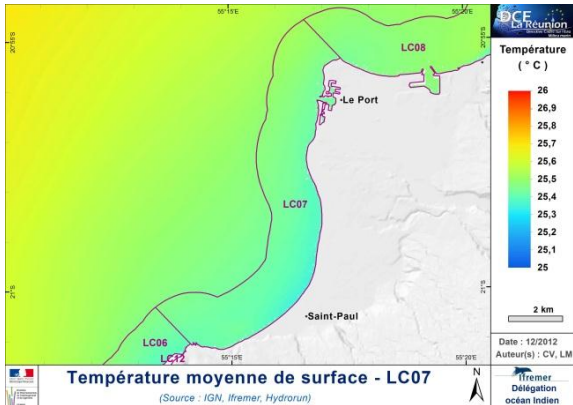 55°15'E
55°20'E
DCE
La Réunion
20°56'S
20°56'S
LC08
Température
( ° C )
26
25,9
25,8
25,7
25,6
25,5
25,4
25,3
25,2
25,1
25
Le Port
LC07
21°S
21°S
Saint-Paul
2 km
LC06
LC12
55°15'E
55°20'E
Date : 12/2012
Auteur(s) : CV, LM
Température moyenne de surface - LC07
(Source : IGN, Ifremer, Hydrorun)
N
Ifremer
Délégation
océan Indien